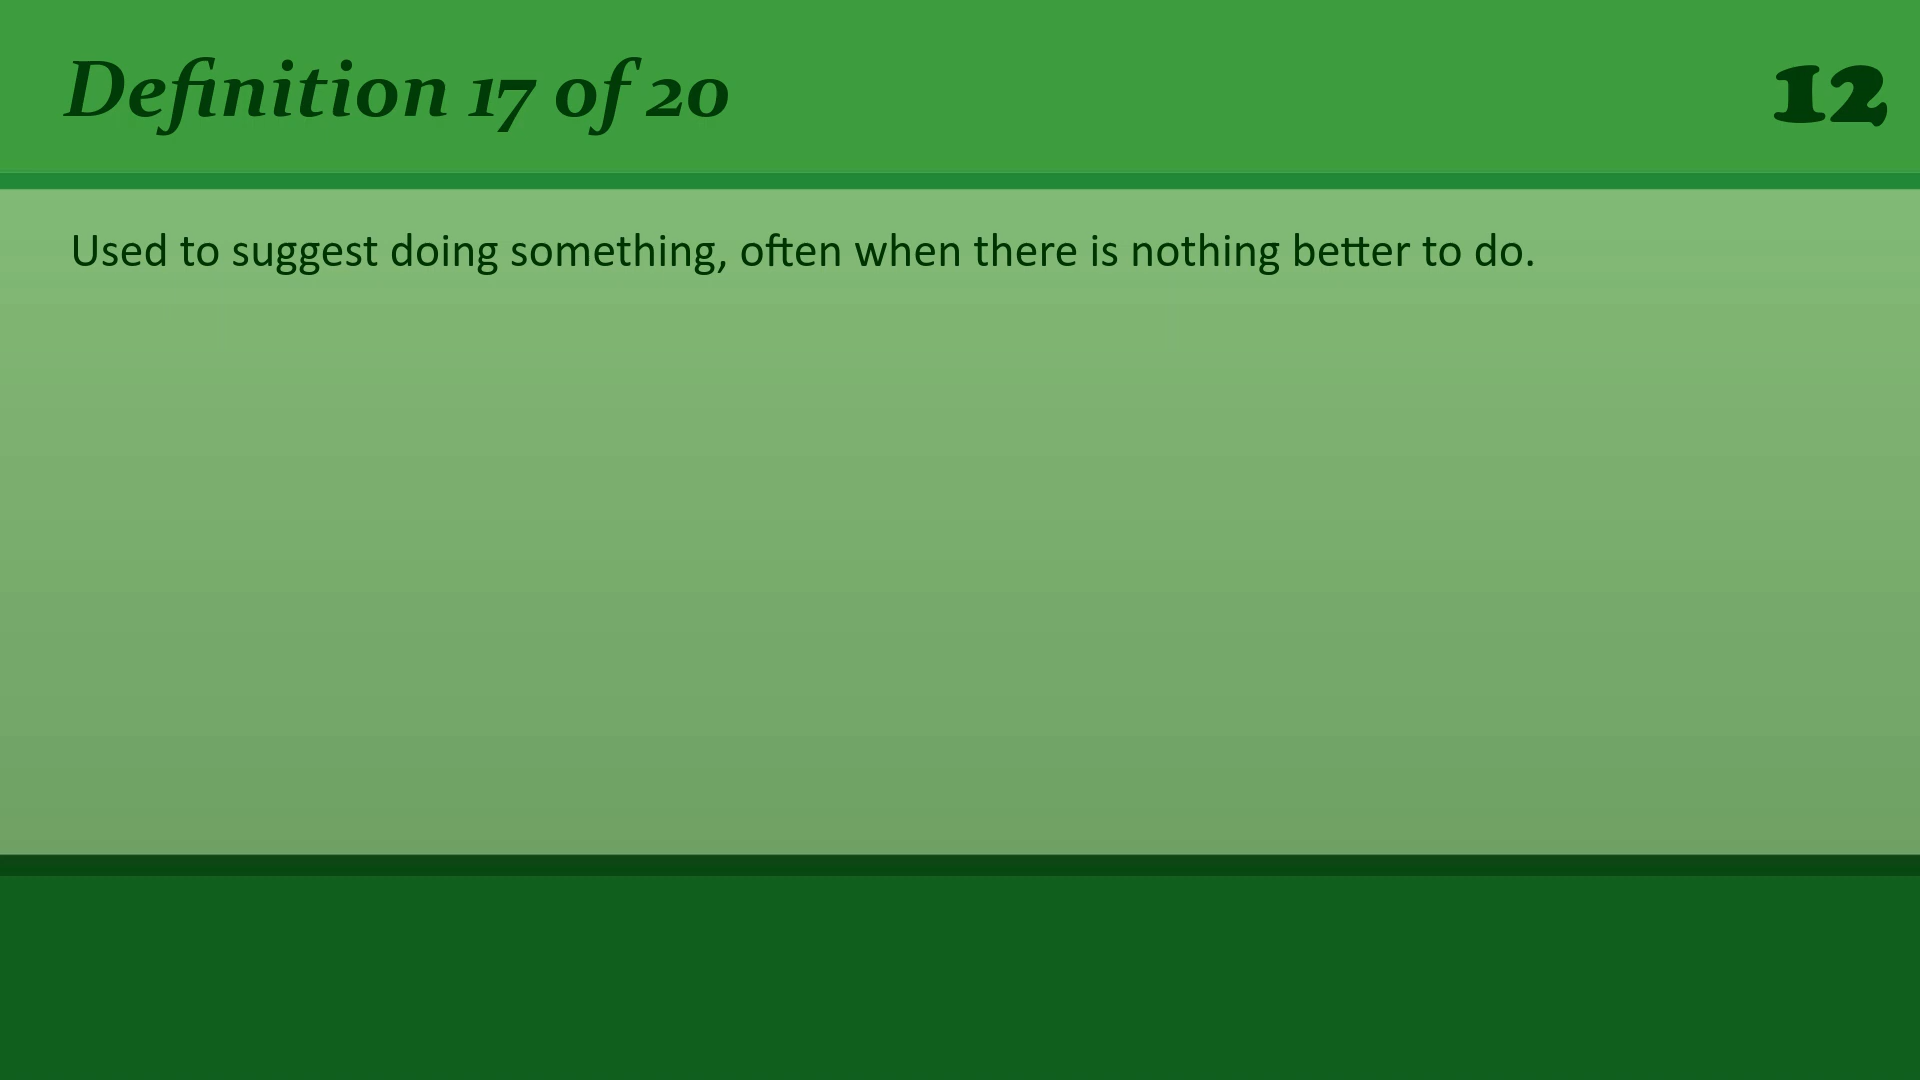 Definition 17 of 20
12
Used to suggest doing something, often when there is nothing better to do.